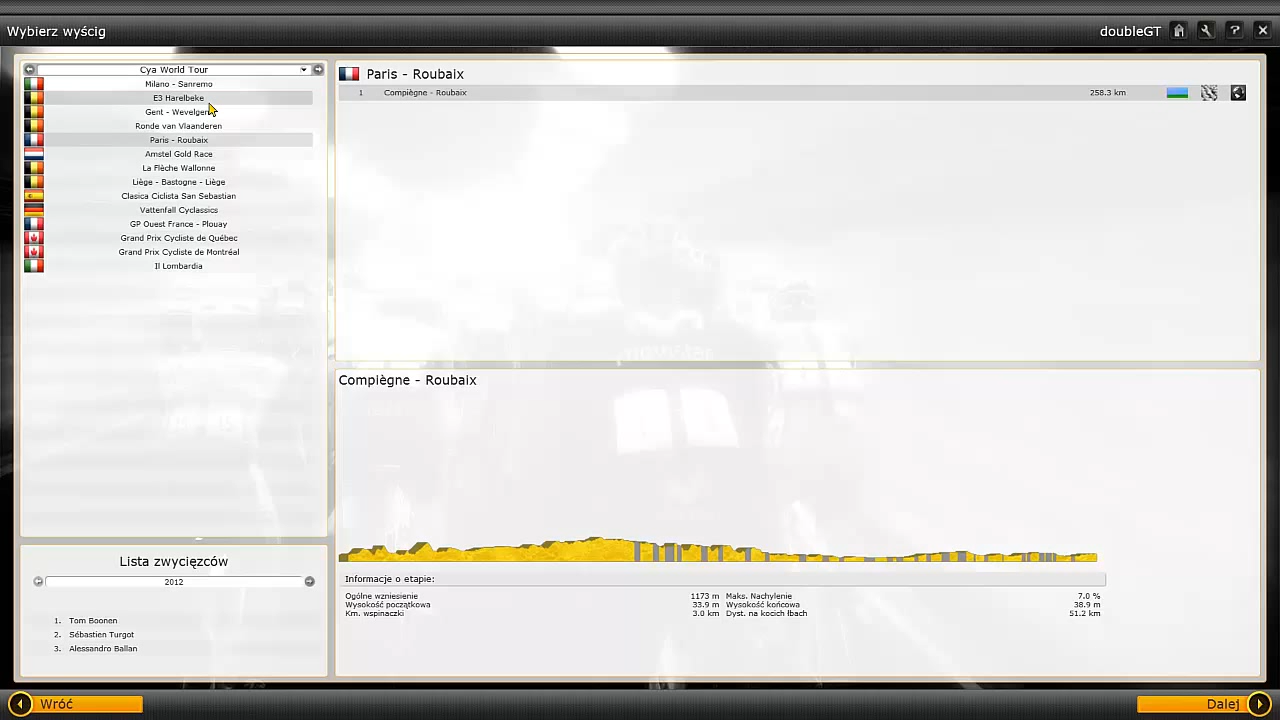 Wybierz wyścig
doubleGT
Cya World Tour
Milano - Sanremo
E3 Harelbeke
Gent - Wevelgem
Ronde van Vlaanderen
Paris - Roubaix
Amstel Gold Race
La Flèche Wallonne
Liège - Bastogne - Liège
Clasica Ciclista San Sebastian
Vattenfall Cyclassics
GP Ouest France - Plouay
Grand Prix Cycliste de Québec
Grand Prix Cycliste de Montréal
Il Lombardia
Lista zwycięzców
2012
1. Tom Boonen
2. Sébastien Turgot
3. Alessandro Ballan
Paris - Roubaix
1 Compiègne - Roubaix 258.3 km
Compiègne - Roubaix
Informacje o etapie:
Ogólne wzniesienie 1173 m Maks. Nachylenie 7.0 %
Wysokość początkowa 33.9 m Wysokość końcowa 38.9 m
Km. wspinaczki 3.0 km Dyst. na kocich łbach 51.2 km
Wróć
Dalej